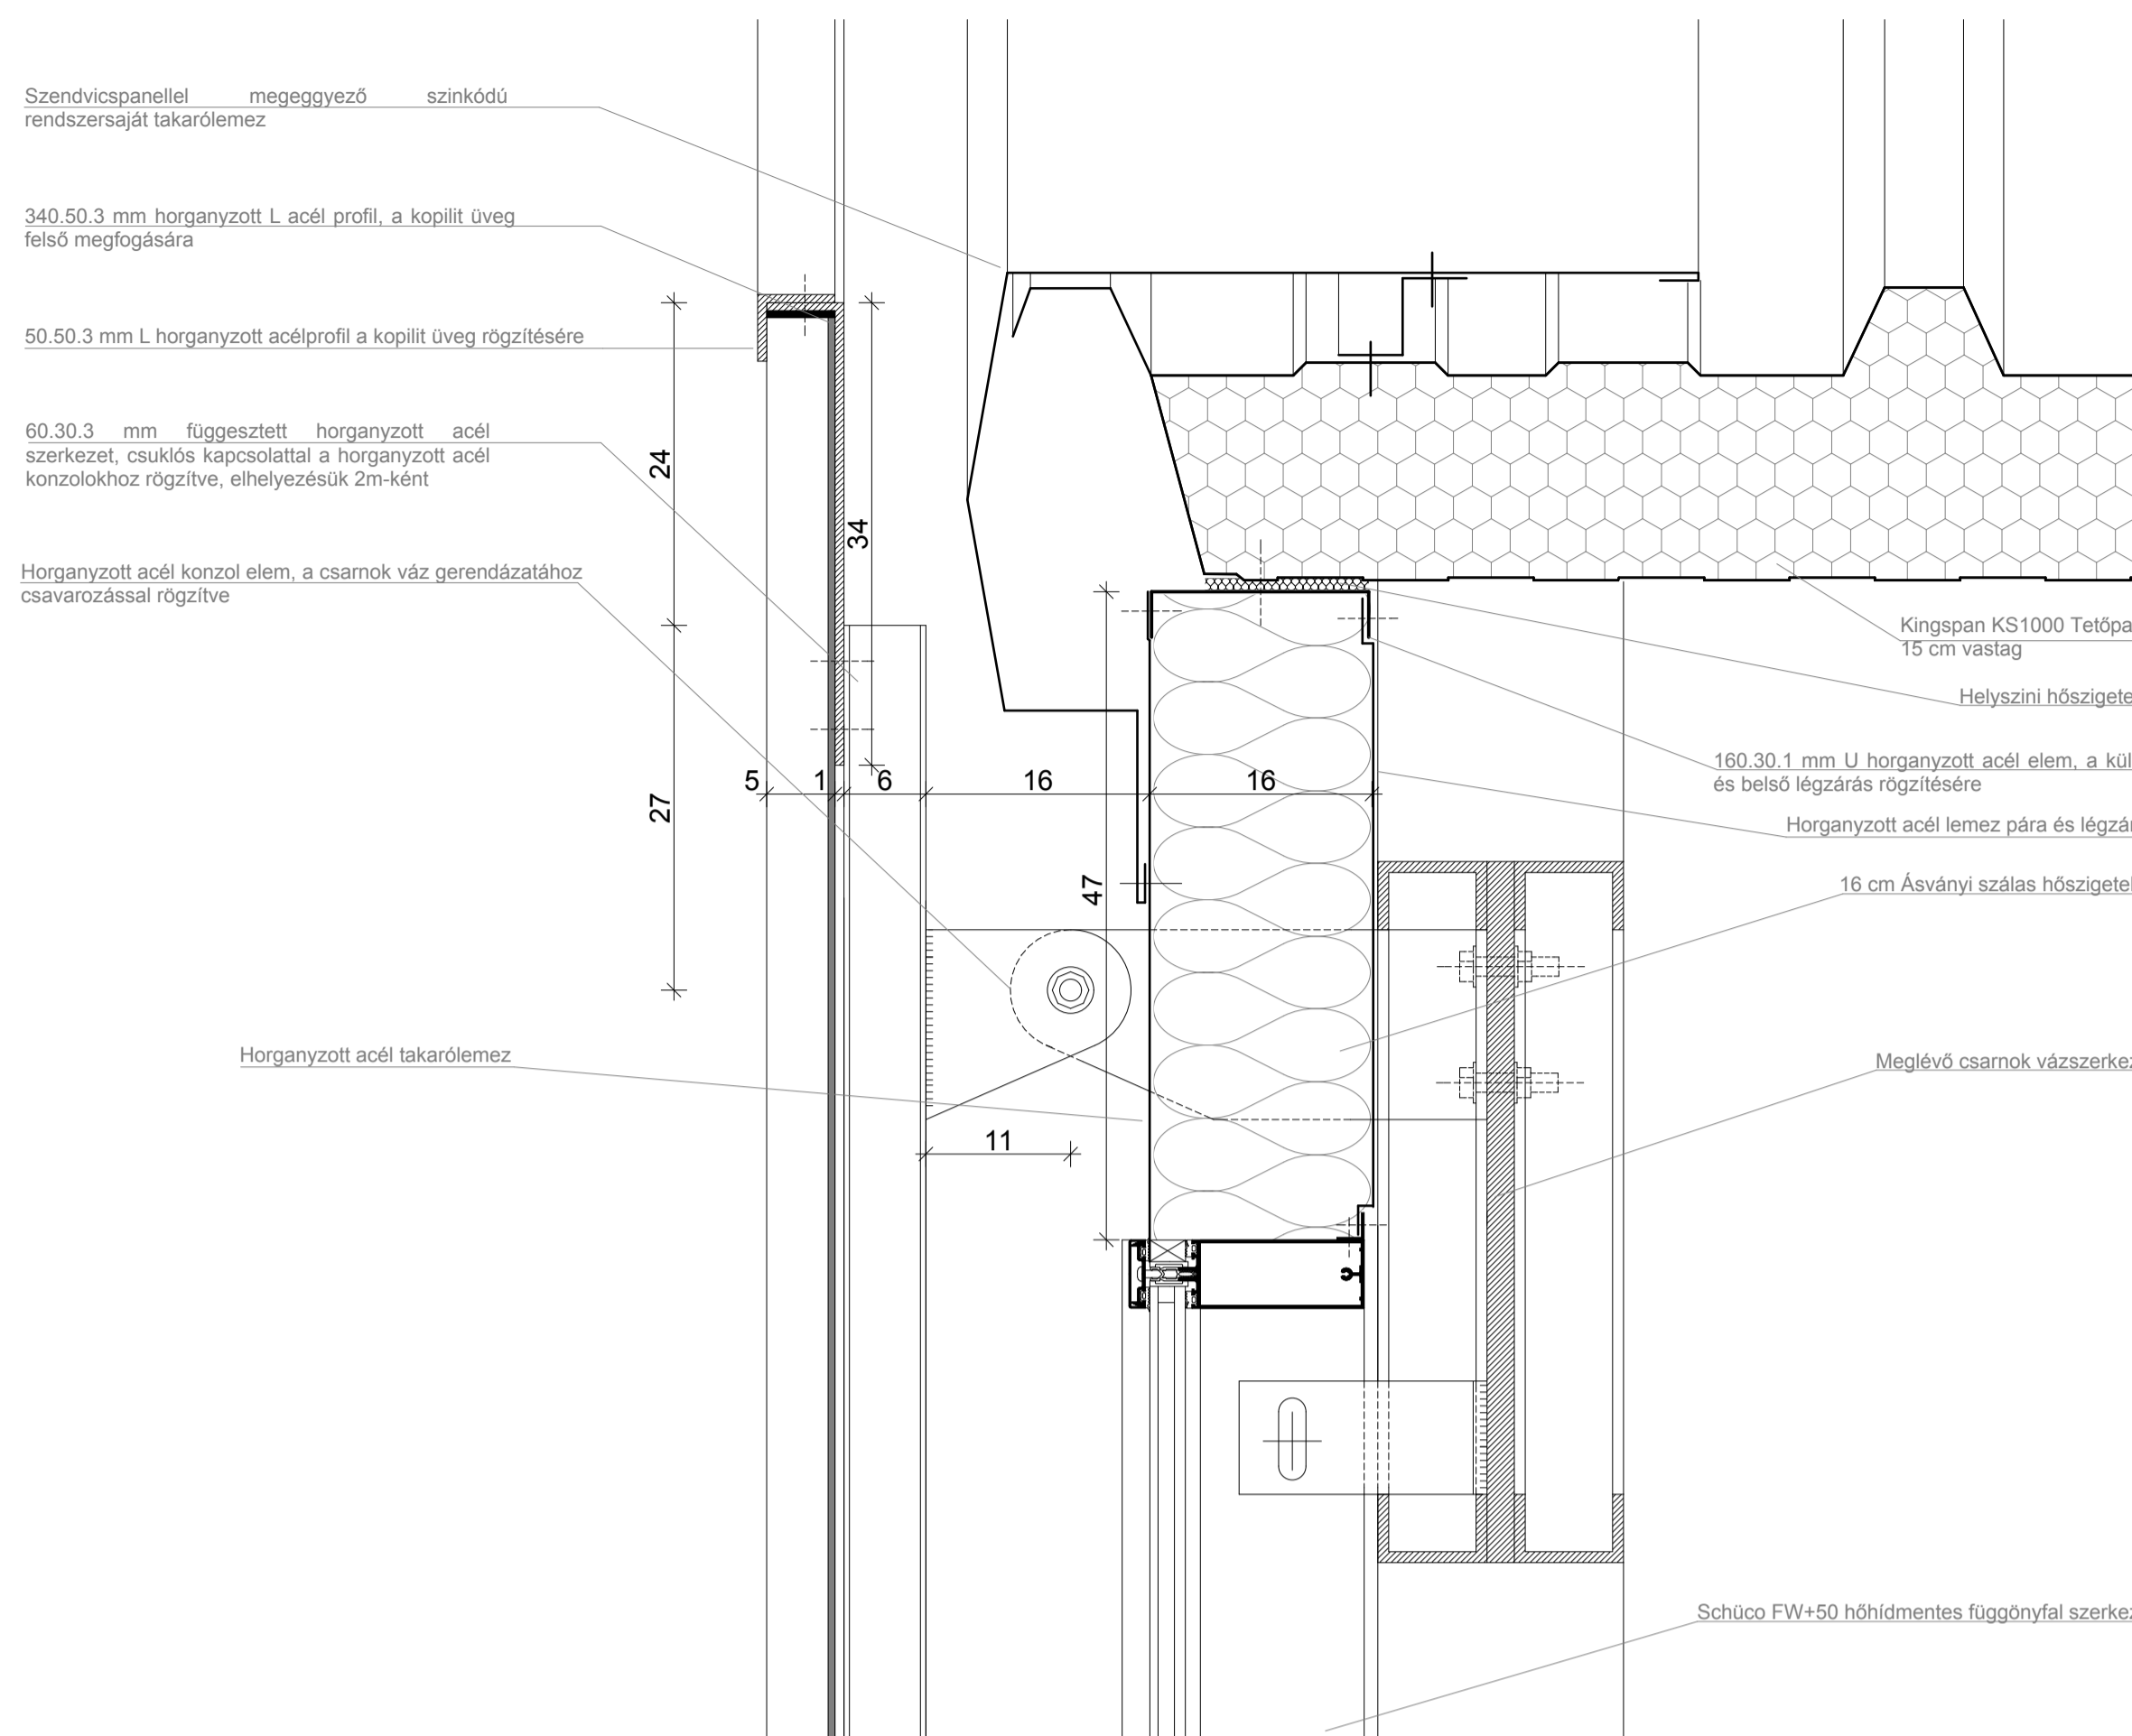 Szendvicspanellel megeggyező szinkódú
rendszersaját takarólemez
340.50.3 mm horganyzott L acél profil, a kopilit üveg
felső megfogására
50.50.3 mm L horganyzott acélprofil a kopilit üveg rögzítésére
60.30.3 mm függesztett horganyzott acél
szerkezet, csuklós kapcsolattal a horganyzott acél
konzolokhoz rögzítve, elhelyezésük 2m-ként
Horganyzott acél konzol elem, a csarnok váz gerendázatához
csavarozással rögzítve
Horganyzott acél takarólemez
24
34
27
5
1
6
16
16
47
11
Kingspan KS1000 Tetőpa
15 cm vastag
Helyszini hőszigete
160.30.1 mm U horganyzott acél elem, a kül
és belső légzárás rögzítésére
Horganyzott acél lemez pára és légzár
16 cm Ásványi szálas hőszigetel
Meglévő csarnok vázszerkez
Schüco FW+50 hőhídmentes függönyfal szerkez